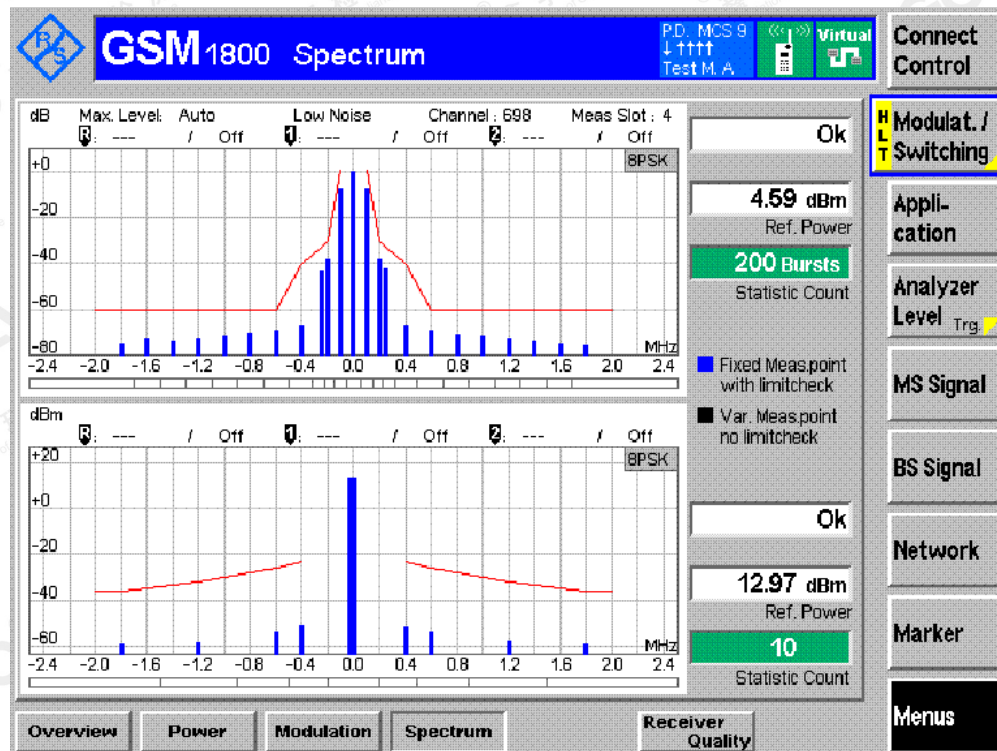 R S
GSM 1800 Spectrum
P.D. MCS 9
↓ ↑↑↑↑
Test M. A
Virtual
Connect
Control
dB Max. Level: Auto Low Noise Channel : 698 Meas Slot : 4
R: --- / Off 1: --- / Off 2: --- / Off
8PSK
+0
-20
-40
-60
-80
MHz
-2.4 -2.0 -1.6 -1.2 -0.8 -0.4 0.0 0.4 0.8 1.2 1.6 2.0 2.4
Ok
4.59 dBm
Ref. Power
200 Bursts
Statistic Count
Fixed Meas.point
with limitcheck
Var. Meas.point
no limitcheck
dBm
R: --- / Off 1: --- / Off 2: --- / Off
8PSK
+20
+0
-20
-40
-60
MHz
-2.4 -2.0 -1.6 -1.2 -0.8 -0.4 0.0 0.4 0.8 1.2 1.6 2.0 2.4
Ok
12.97 dBm
Ref. Power
10
Statistic Count
HLT
Modulat. /
Switching
Appli-
cation
Analyzer
Level Trg.
MS Signal
BS Signal
Network
Marker
Menus
Overview Power Modulation Spectrum Receiver
Quality